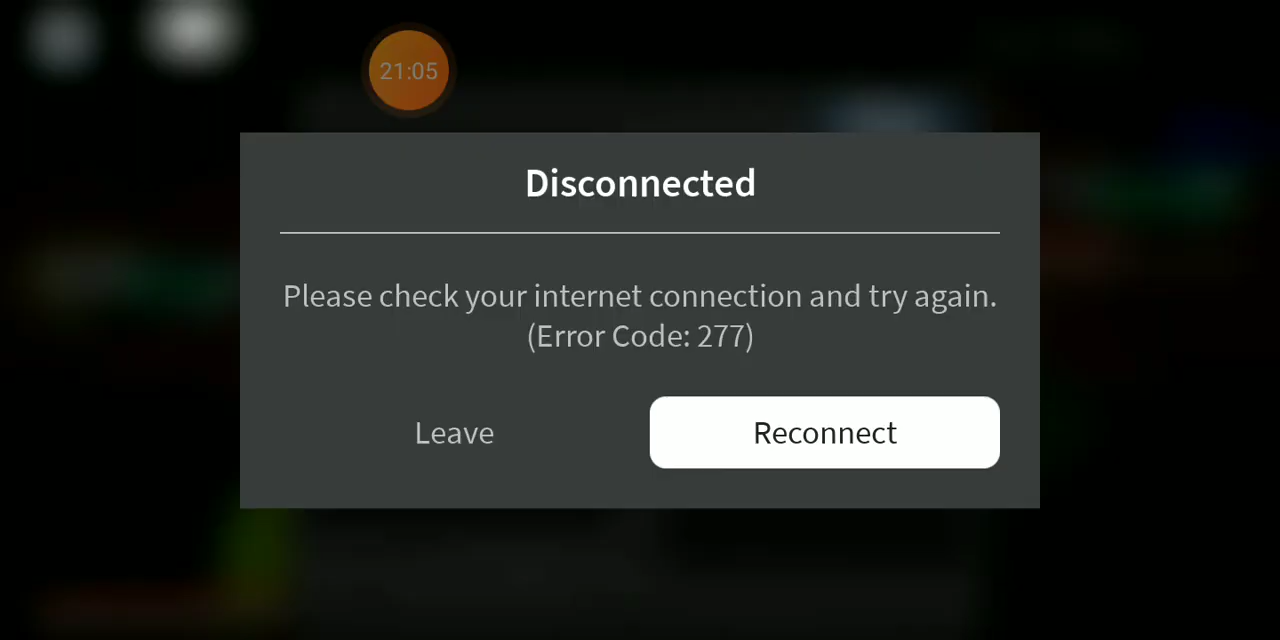 21:05
Disconnected
Please check your internet connection and try again.
(Error Code: 277)
Leave
Reconnect